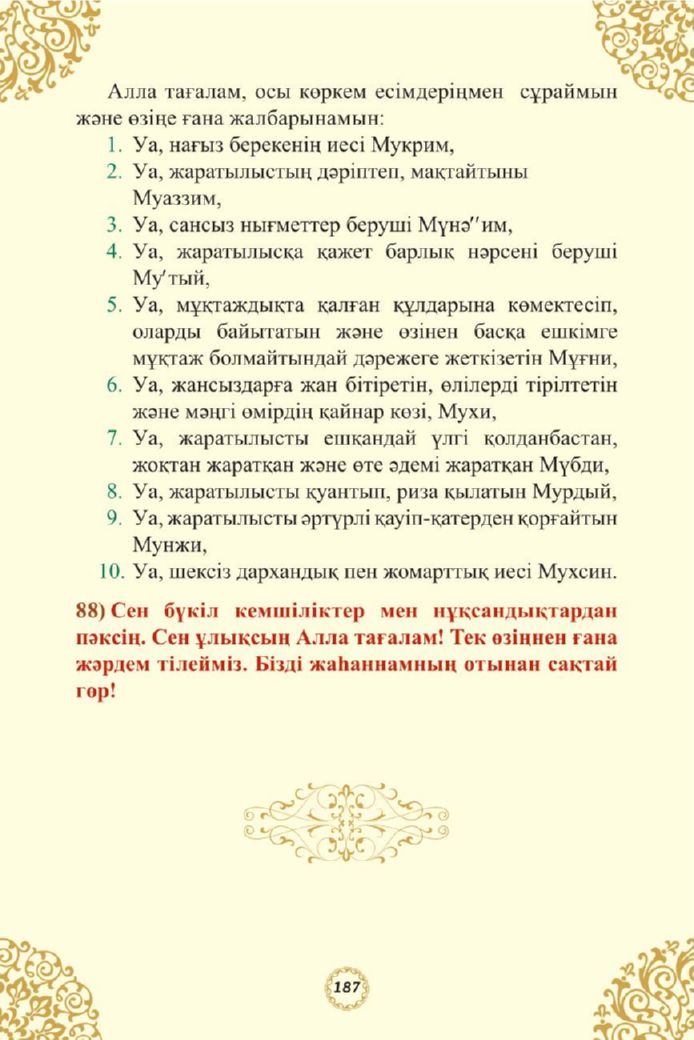 Алла тағалам, осы көркем есімдеріңмен сұраймын
және өзіңе ғана жалбарынамын:
1. Уа, нағыз берекенің иесі Мукрим,
2. Уа, жаратылыстың дәріптеп, мақтайтыны
Муаззим,
3. Уа, сансыз нығметтер беруші Мүнәʺим,
4. Уа, жаратылысқа қажет барлық нәрсені беруші
Муʹтый,
5. Уа, мұқтаждықта қалған құлдарына көмектесіп,
оларды байытатын және өзінен басқа ешкімге
мұқтаж болмайтындай дәрежеге жеткізетін Мұғни,
6. Уа, жансыздарға жан бітіретін, өлілерді тірілтетін
және мәңгі өмірдің қайнар көзі, Мухи,
7. Уа, жаратылысты ешқандай үлгі қолданбастан,
жоқтан жаратқан және өте әдемі жаратқан Мүбди,
8. Уа, жаратылысты қуантып, риза қылатын Мурдый,
9. Уа, жаратылысты әртүрлі қауіп-қатерден қорғайтын
Мунжи,
10. Уа, шексіз дархандық пен жомарттық иесі Мухсин.
88) Сен бүкіл кемшіліктер мен нұқсандықтардан
пәксің. Сен ұлықсың Алла тағалам! Тек өзіңнен ғана
жәрдем тілейміз. Бізді жаһаннамның отынан сақтай
гөр!
187